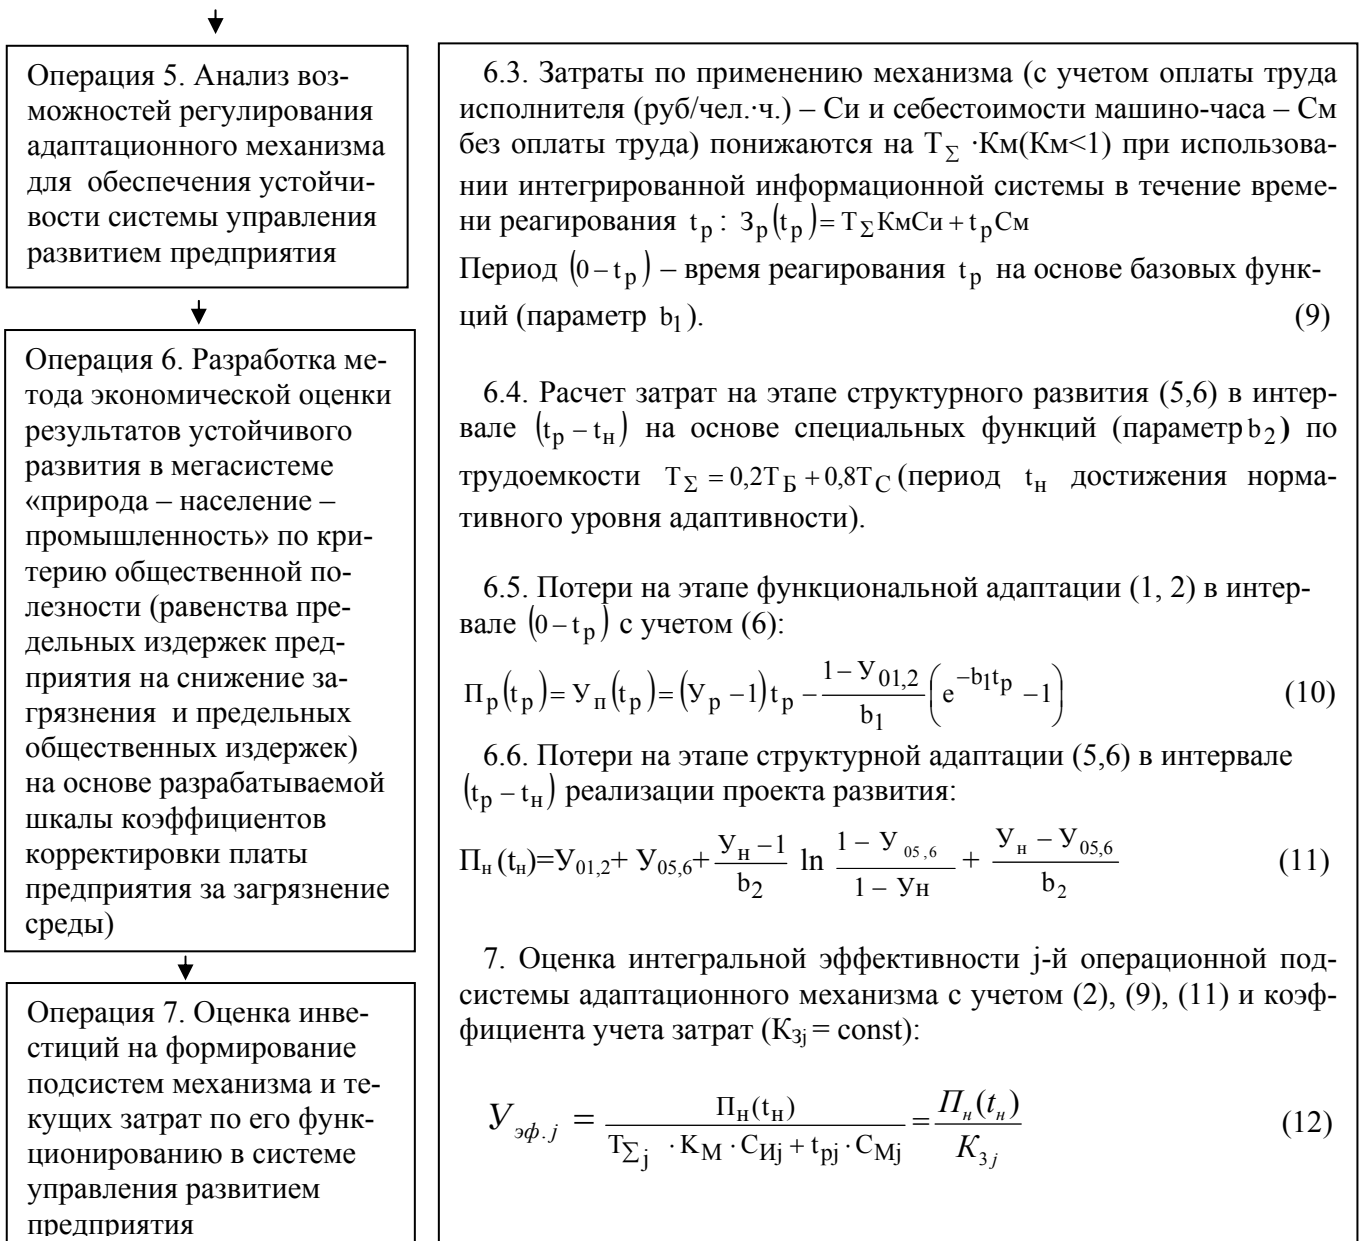 Операция 5. Анализ воз-
можностей регулирования
адаптационного механизма
для обеспечения устойчи-
вости системы управления
развитием предприятия
Операция 6. Разработка ме-
тода экономической оценки
результатов устойчивого
развития в мегасистеме
«природа – население –
промышленность» по кри-
терию общественной по-
лезности (равенства пре-
дельных издержек пред-
приятия на снижение за-
грязнения и предельных
общественных издержек)
на основе разрабатываемой
шкалы коэффициентов
корректировки платы
предприятия за загрязнение
среды)
Операция 7. Оценка инве-
стиций на формирование
подсистем механизма и те-
кущих затрат по его функ-
ционированию в системе
управления развитием
предприятия
6.3. Затраты по применению механизма (с учетом оплаты труда
исполнителя (руб/чел.·ч.) – Си и себестоимости машино-часа – См
без оплаты труда) понижаются на T_Σ ·Км(Км<1) при использова-
нии интегрированной информационной системы в течение време-
ни реагирования t_p : З_p(t_p)= T_Σ КмСи + t_p См
Период (0 – t_p) – время реагирования t_p на основе базовых функ-
ций (параметр b_1). (9)
6.4. Расчет затрат на этапе структурного развития (5,6) в интер-
вале (t_p – t_н) на основе специальных функций (параметр b_2) по
трудоемкости T_Σ = 0,2T_Б + 0,8T_С (период t_н достижения норма-
тивного уровня адаптивности).
6.5. Потери на этапе функциональной адаптации (1, 2) в интер-
вале (0 – t_p) с учетом (6):
П_p(t_p)= У_п(t_p)= (У_p – 1)t_p – (1 – У_01,2)/b_1 (e^(–b_1 t_p) – 1) (10)
6.6. Потери на этапе структурной адаптации (5,6) в интервале
(t_p – t_н) реализации проекта развития:
П_н (t_н)=У_01,2+ У_05,6+ (У_н – 1)/b_2 ln (1 – У_05,6)/(1 – Ун) + (У_н – У_05,6)/b_2 (11)
7. Оценка интегральной эффективности j-й операционной под-
системы адаптационного механизма с учетом (2), (9), (11) и коэф-
фициента учета затрат (К_Зj = const):
У_эф.j = П_н(t_н)/(T_Σj · К_М · С_Иj + t_pj · С_Мj) = П_н(t_н)/К_Зj (12)